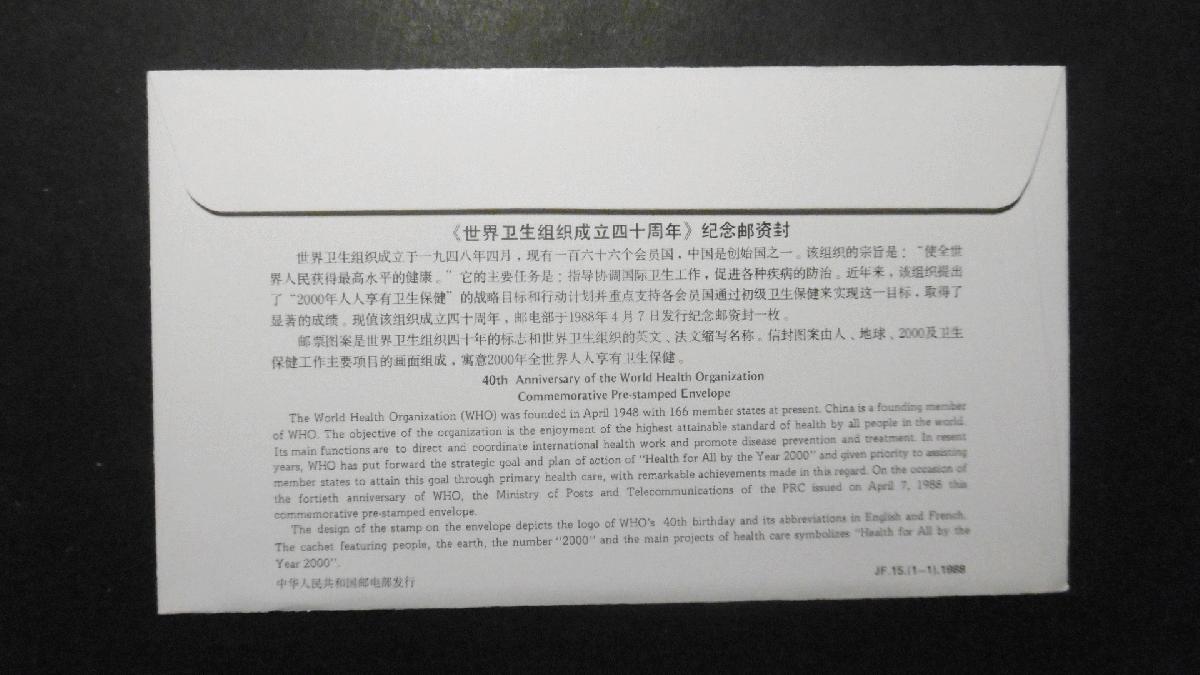 《世界卫生组织成立四十周年》纪念邮资封
世界卫生组织成立于一九四八年四月，现有一百六十六个会员国，中国是创始国之一。该组织的宗旨是：“使全世
界人民获得最高水平的健康。”它的主要任务是：指导协调国际卫生工作，促进各种疾病的防治。近年来，该组织提出
了“2000年人人享有卫生保健”的战略目标和行动计划并重点支持各会员国通过初级卫生保健来实现这一目标，取得了
显著的成绩。现值该组织成立四十周年，邮电部于1988年4月7日发行纪念邮资封一枚。
邮票图案是世界卫生组织四十年的标志和世界卫生组织的英文、法文缩写名称。信封图案由人、地球、2000及卫生
保健工作主要项目的画面组成，寓意2000年全世界人人享有卫生保健。
40th Anniversary of the World Health Organization
Commemorative Pre-stamped Envelope
The World Health Organization (WHO) was founded in April 1948 with 166 member states at present. China is a founding member
of WHO. The objective of the organization is the enjoyment of the highest attainable standard of health by all people in the world.
Its main functions are to direct and coordinate international health work and promote disease prevention and treatment. In resent
years, WHO has put forward the strategic goal and plan of action of “Health for All by the Year 2000” and given priority to assisting
member states to attain this goal through primary health care, with remarkable achievements made in this regard. On the occasion of
the fortieth anniversary of WHO, the Ministry of Posts and Telecommunications of the PRC issued on April 7, 1988 this
commemorative pre-stamped envelope.
The design of the stamp on the envelope depicts the logo of WHO's 40th birthday and its abbreviations in English and French.
The cachet featuring people, the earth, the number “2000” and the main projects of health care symbolizes “Health for All by the
Year 2000”.
中华人民共和国邮电部发行
JF.15.(1-1).1988